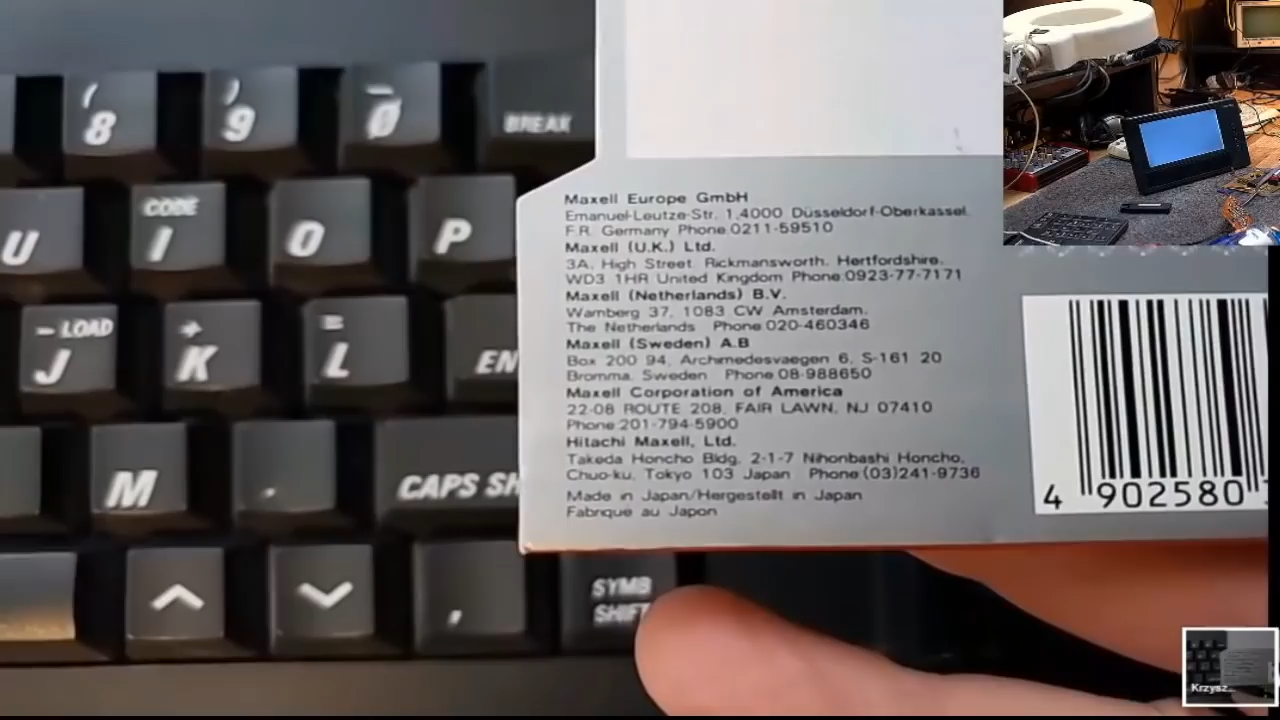 ( 8
) 9
_ 0
BREAK
U
CODE
I
O
P
- LOAD
J
+ K
= L
EN
M
.
CAPS SH
,
SYMB
SHIFT
Maxell Europe GmbH
Emanuel-Leutze-Str. 1,4000 Düsseldorf-Oberkassel.
F.R. Germany Phone:0211-59510
Maxell (U.K.) Ltd.
3A, High Street Rickmansworth, Hertfordshire,
WD3 1HR United Kingdom Phone:0923-77-7171
Maxell (Netherlands) B.V.
Wamberg 37, 1083 CW Amsterdam,
The Netherlands Phone:020-460346
Maxell (Sweden) A.B
Box 200 94, Archimedesvaegen 6, S-161 20
Bromma, Sweden Phone:08-988650
Maxell Corporation of America
22-08 ROUTE 208, FAIR LAWN, NJ 07410
Phone:201-794-5900
Hitachi Maxell, Ltd.
Takeda Honcho Bldg. 2-1-7 Nihonbashi Honcho,
Chuo-ku, Tokyo 103 Japan Phone:(03)241-9736
Made in Japan/Hergestellt in Japan
Fabrique au Japon
4 902580
Krzysz...